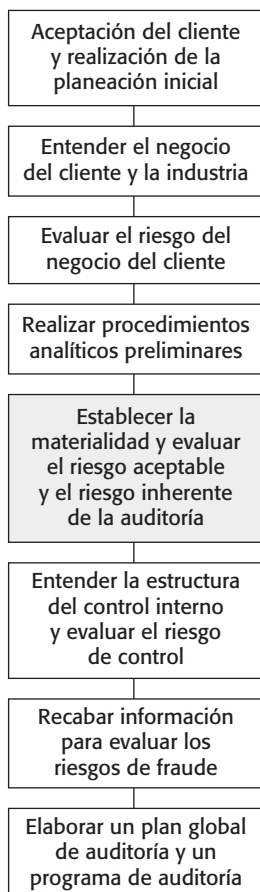 Aceptación del cliente
y realización de la
planeación inicial
Entender el negocio
del cliente y la industria
Evaluar el riesgo del
negocio del cliente
Realizar procedimientos
analíticos preliminares
Establecer la
materialidad y evaluar
el riesgo aceptable
y el riesgo inherente
de la auditoría
Entender la estructura
del control interno
y evaluar el riesgo
de control
Recabar información
para evaluar los
riesgos de fraude
Elaborar un plan global
de auditoría y un
programa de auditoría